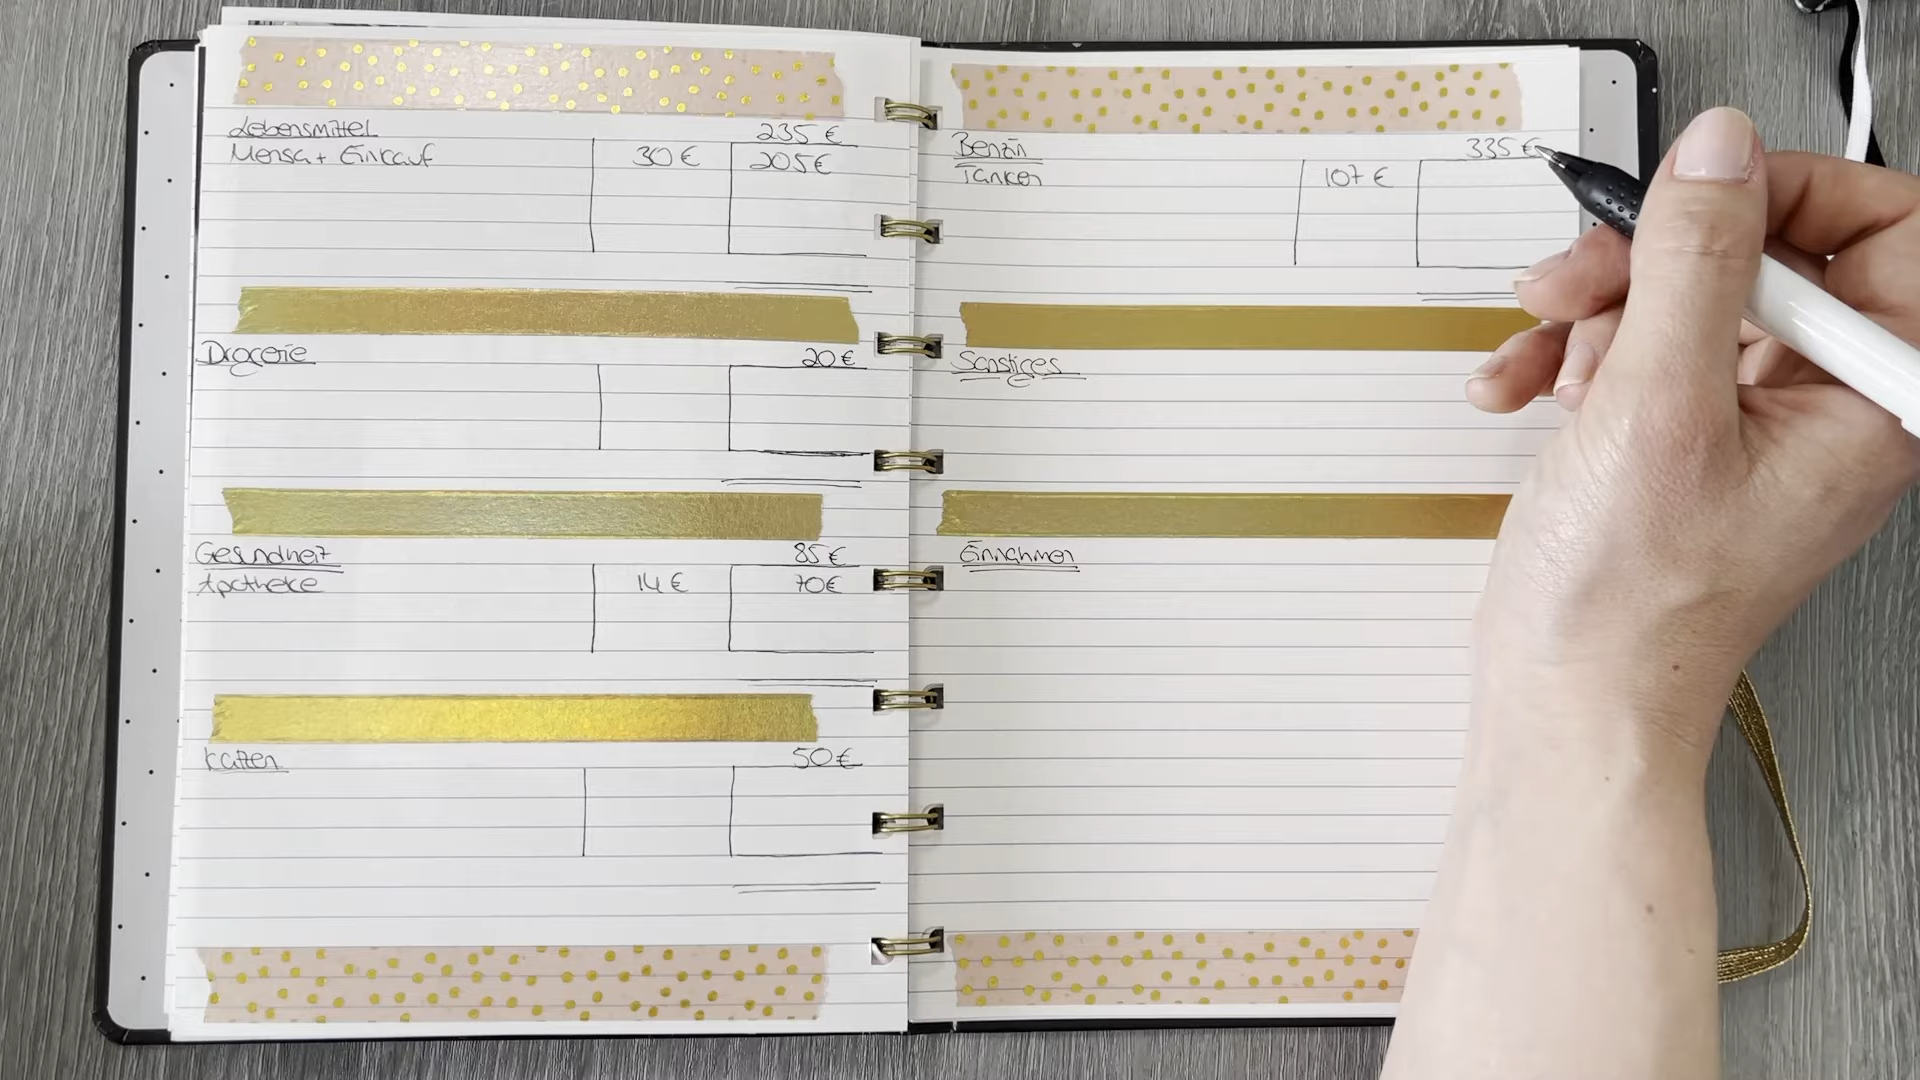 Lebensmittel 235 €
Mensa + Einkauf 30 € 205 €
Drogerie 20 €
Gesundheit 85 €
Apotheke 14 € 70 €
Katzen 50 €
Benzin 335 €
Tanken 107 €
Sonstiges
Einnahmen